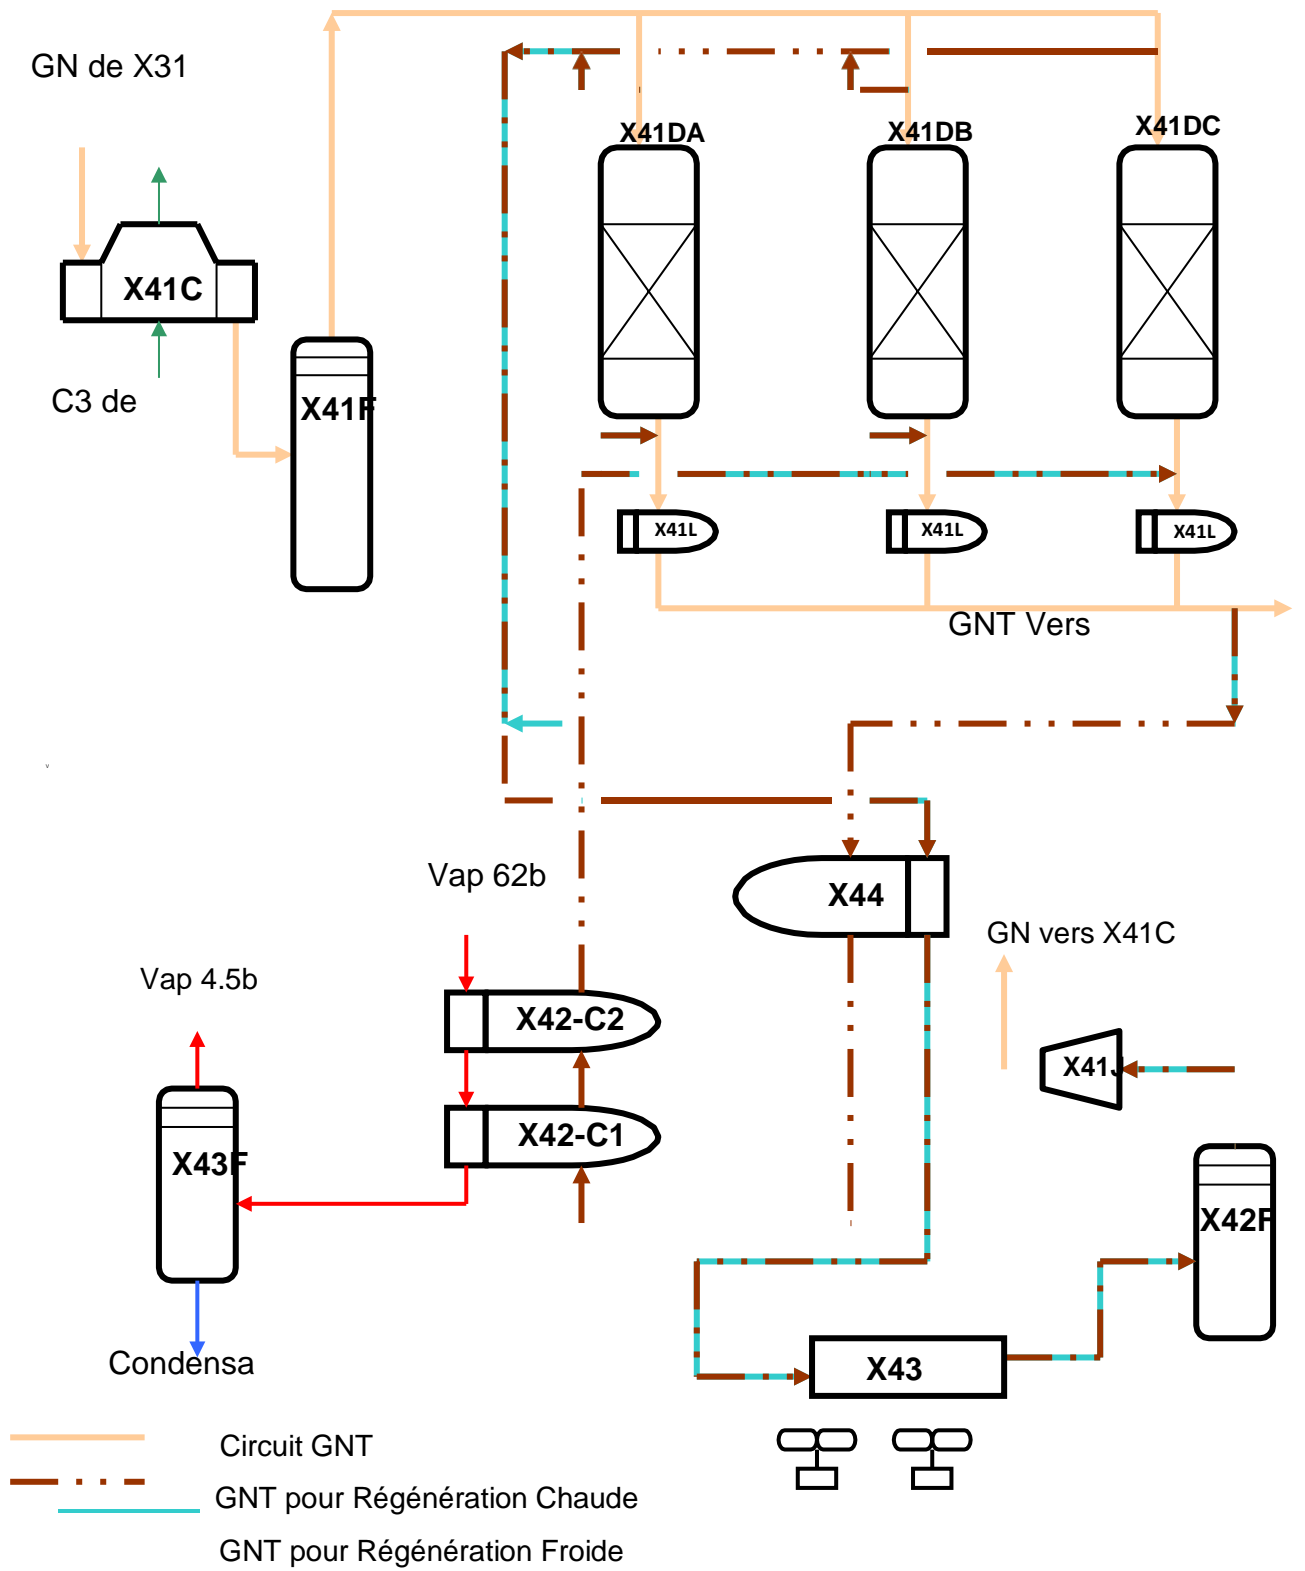 GN de X31
X41DA
X41DB
X41DC
X41C
C3 de
X41F
X41L
X41L
X41L
GNT Vers
v
Vap 62b
X44
GN vers X41C
Vap 4.5b
X42-C2
X41J
X42-C1
X43F
X42F
Condensa
X43
Circuit GNT
GNT pour Régénération Chaude
GNT pour Régénération Froide